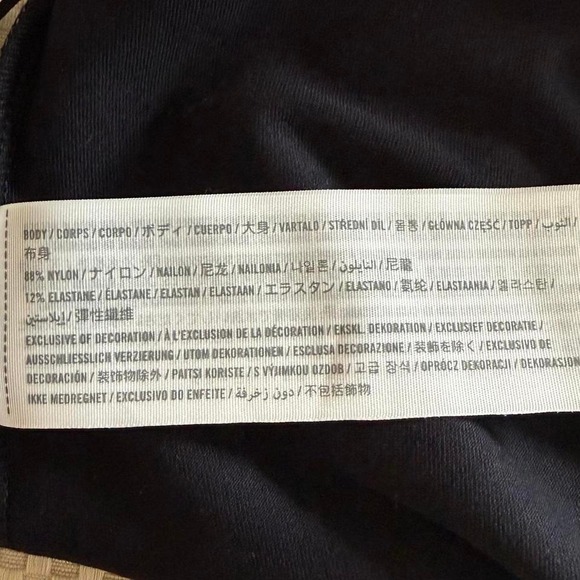 BODY / CORPS / CORPO / ボディ / CUERPO / 大身 / VARTALO / STŘEDNÍ DÍL / 몸통 / GŁÓWNA CZĘŚĆ / TOPP / الثوب /
布身
88% NYLON / ナイロン / NAILON / 尼龙 / NAILONIA / 나일론 / النايلون / 尼龍
12% ELASTANE / ÉLASTANE / ELASTAN / ELASTAAN / エラスタン / ELASTANO / 氨纶 / ELASTAANIA / 엘라스탄 /
إيلاستين / 彈性纖維
EXCLUSIVE OF DECORATION / À L'EXCLUSION DE LA DÉCORATION / EKSKL. DEKORATION / EXCLUSIEF DECORATIE /
AUSSCHLIESSLICH VERZIERUNG / UTOM DEKORATIONEN / ESCLUSA DECORAZIONE / 装飾を除く / EXCLUSIVO DE
DECORACIÓN / 装饰物除外 / PAITSI KORISTE / S VÝJIMKOU OZDOB / 고급 장식 / OPRÓCZ DEKORACJI / DEKORASJON
IKKE MEDREGNET / EXCLUSIVO DO ENFEITE / دون زخرفة / 不包括飾物